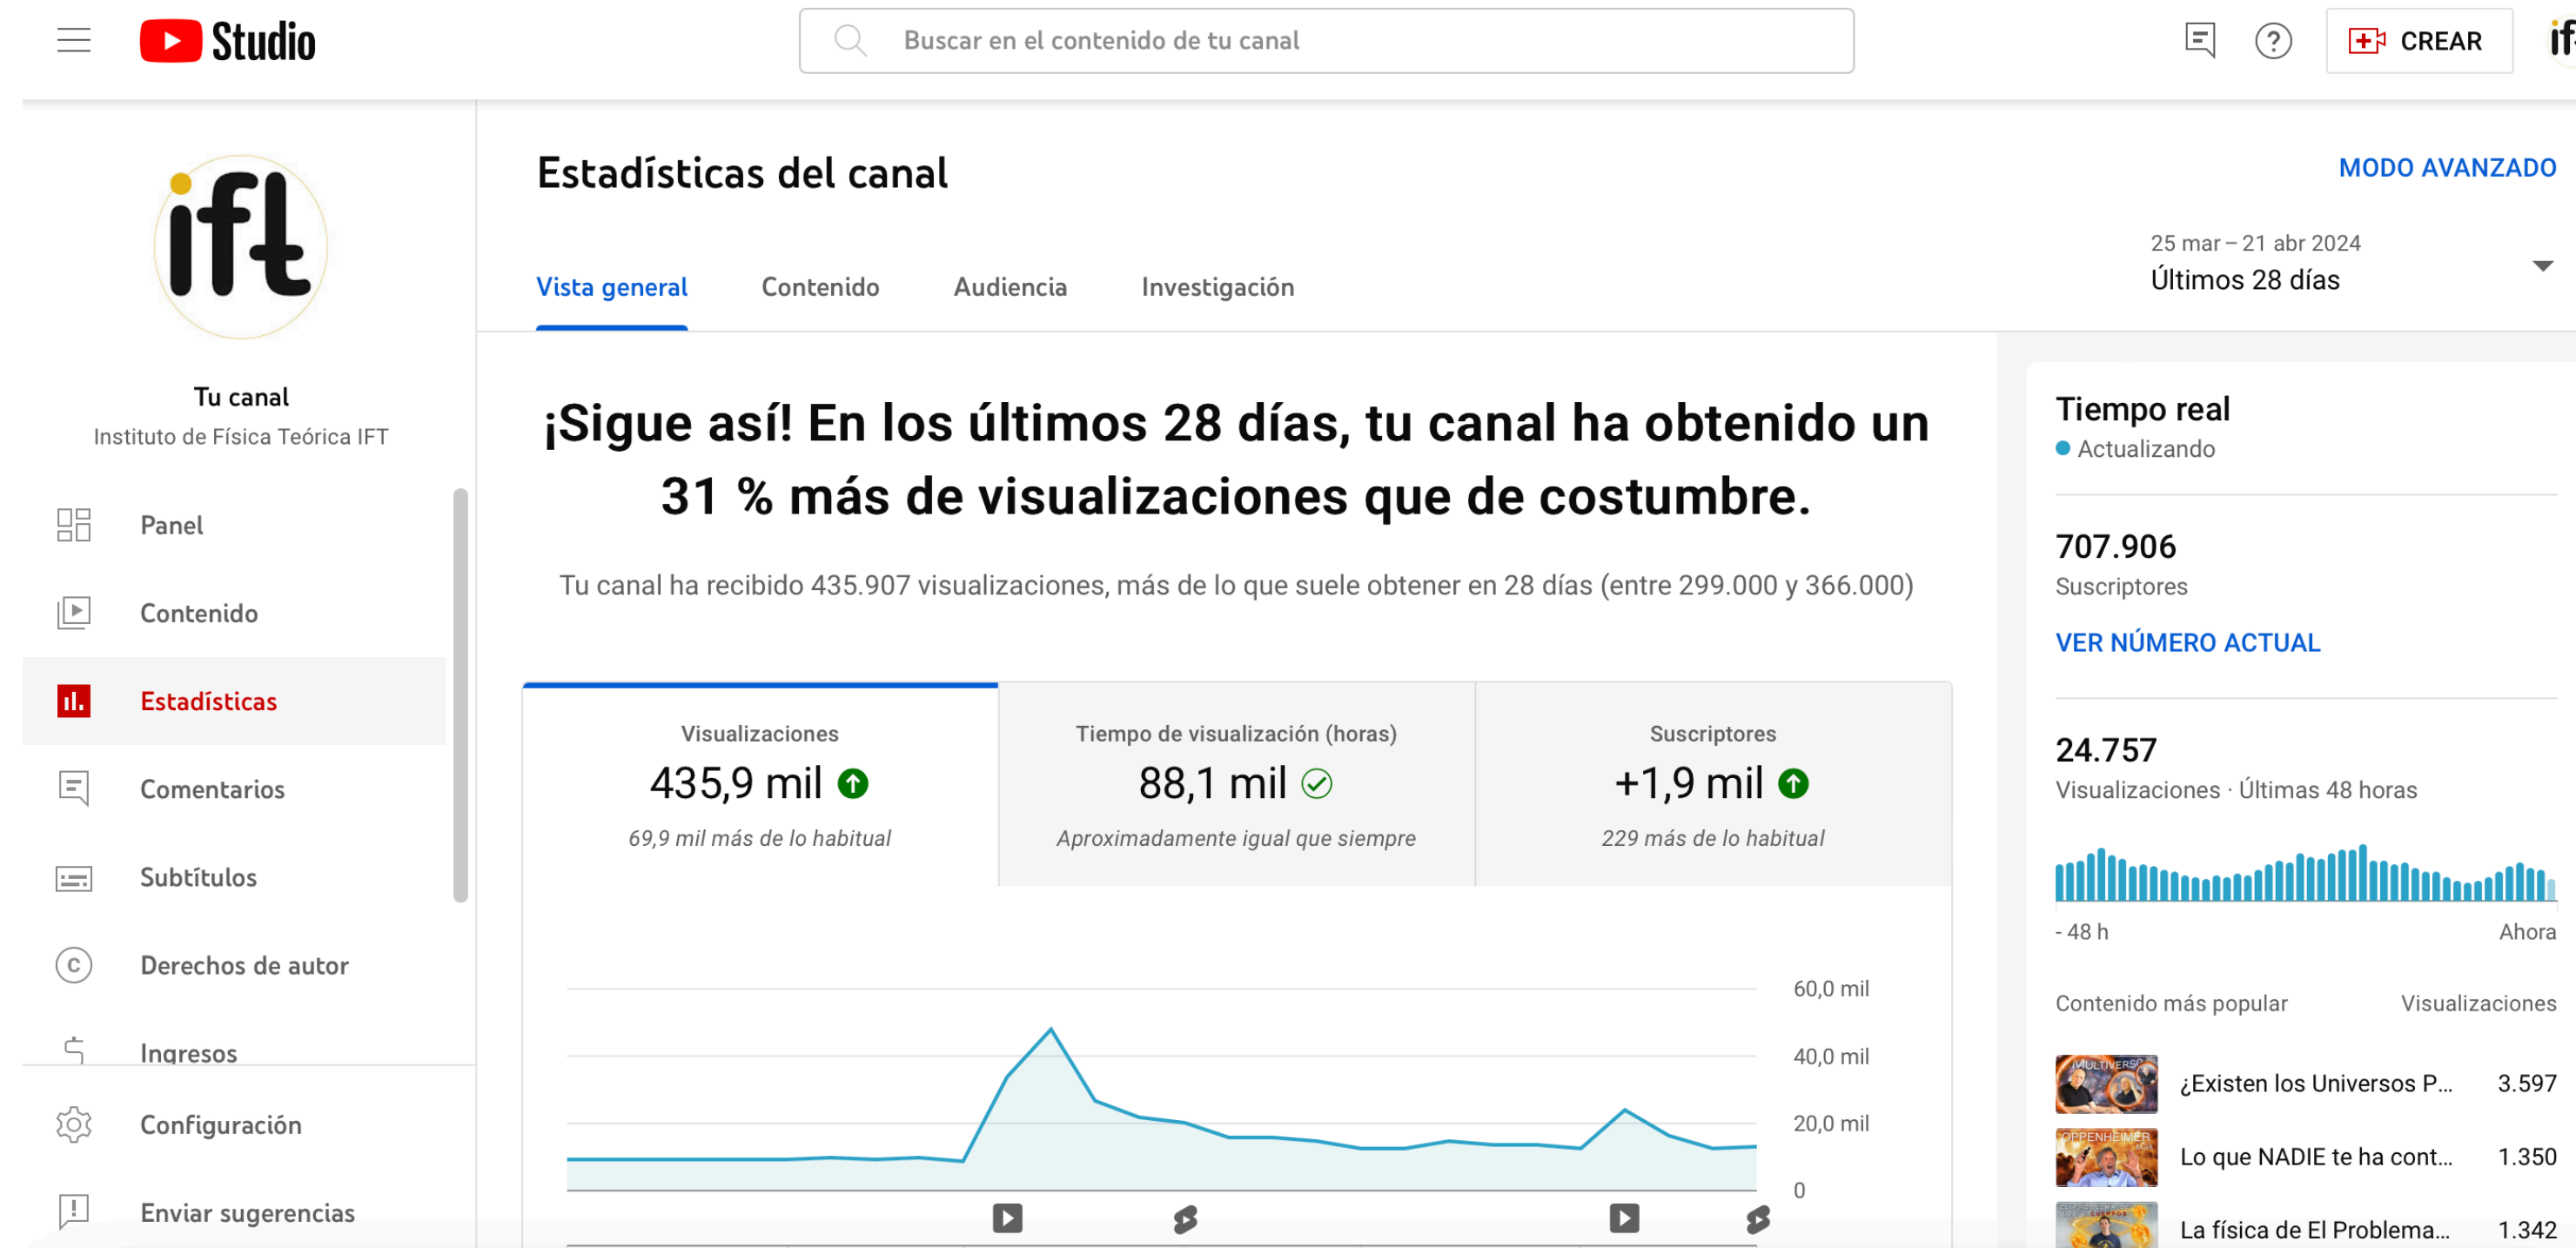 Studio
Buscar en el contenido de tu canal
CREAR
ift
ift
Tu canal
Instituto de Física Teórica IFT
Panel
Contenido
Estadísticas
Comentarios
Subtítulos
Derechos de autor
Ingresos
Configuración
Enviar sugerencias
Estadísticas del canal
MODO AVANZADO
Vista general
Contenido
Audiencia
Investigación
25 mar – 21 abr 2024
Últimos 28 días
¡Sigue así! En los últimos 28 días, tu canal ha obtenido un
31 % más de visualizaciones que de costumbre.
Tu canal ha recibido 435.907 visualizaciones, más de lo que suele obtener en 28 días (entre 299.000 y 366.000)
Visualizaciones
435,9 mil
69,9 mil más de lo habitual
Tiempo de visualización (horas)
88,1 mil
Aproximadamente igual que siempre
Suscriptores
+1,9 mil
229 más de lo habitual
60,0 mil
40,0 mil
20,0 mil
0
Tiempo real
Actualizando
707.906
Suscriptores
VER NÚMERO ACTUAL
24.757
Visualizaciones · Últimas 48 horas
- 48 h
Ahora
Contenido más popular
Visualizaciones
MULTIVERSO
¿Existen los Universos P...
3.597
OPPENHEIMER
Lo que NADIE te ha cont...
1.350
La física de El Problema...
1.342